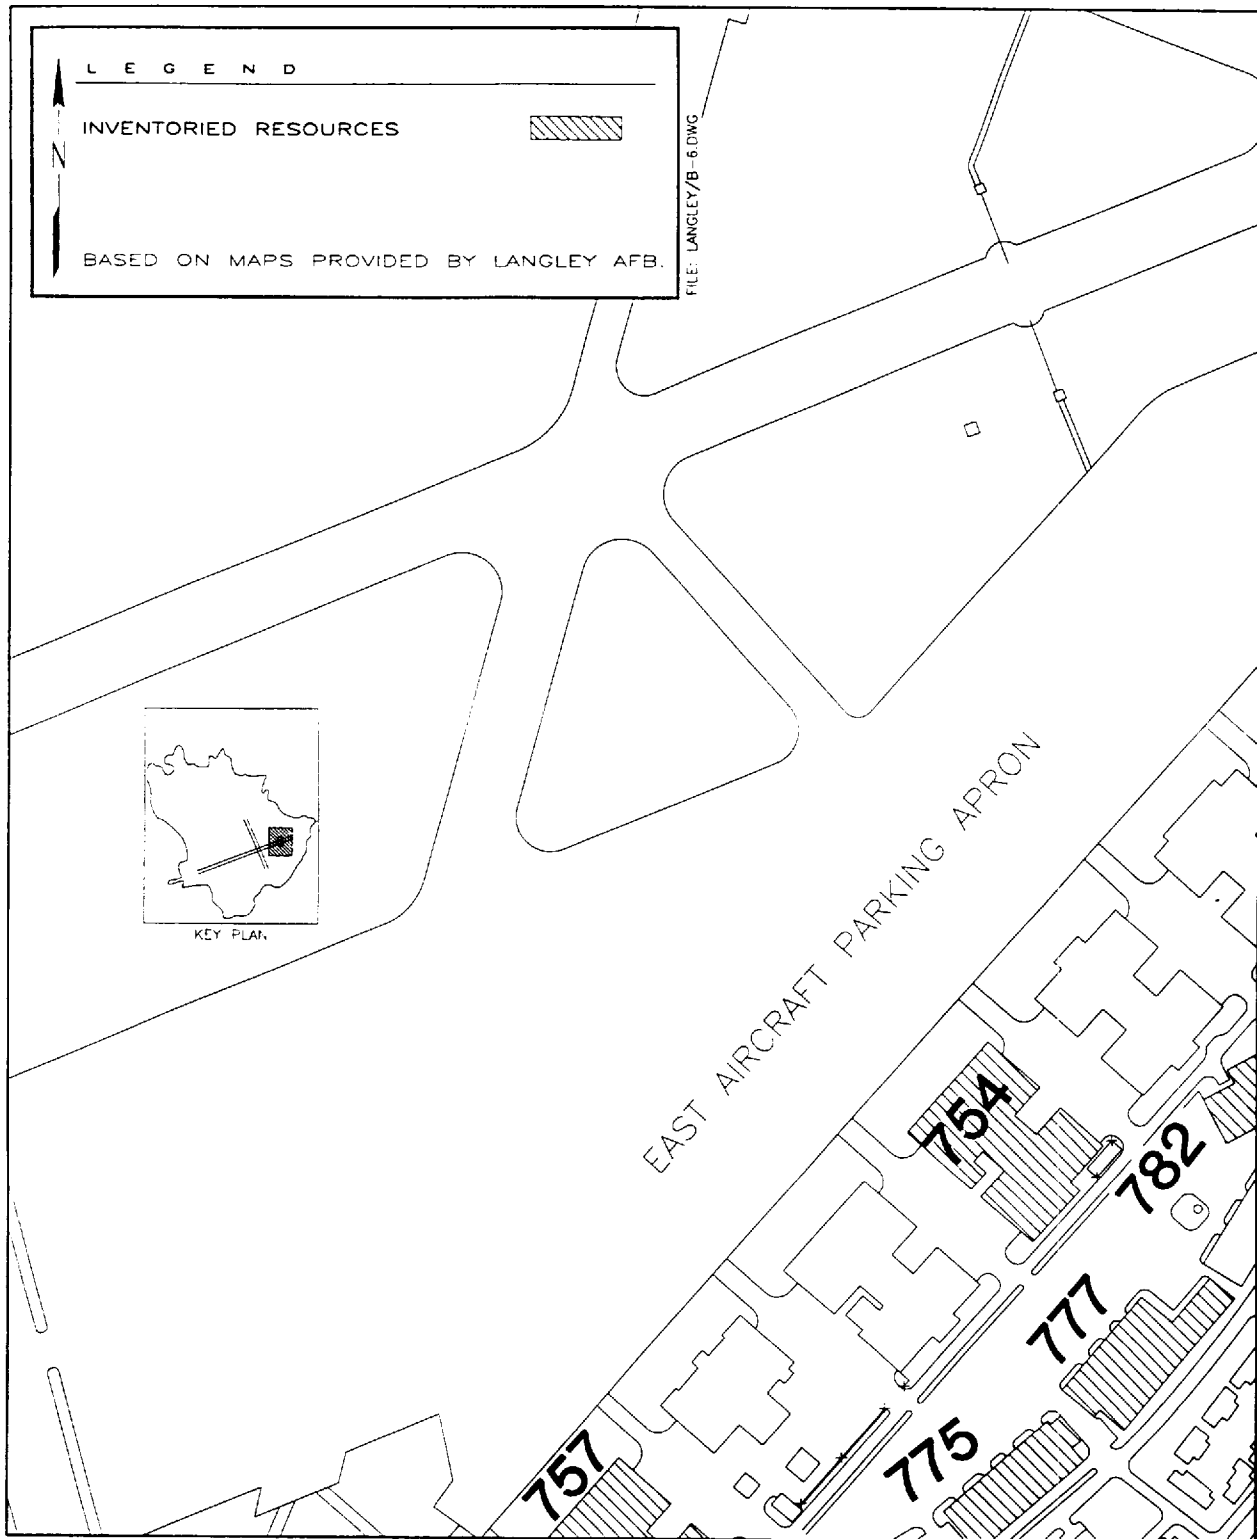 L E G E N D
INVENTORIED RESOURCES
N
BASED ON MAPS PROVIDED BY LANGLEY AFB.
FILE: LANGLEY/B-6.DWG
KEY PLAN
EAST AIRCRAFT PARKING APRON
754
782
777
775
757